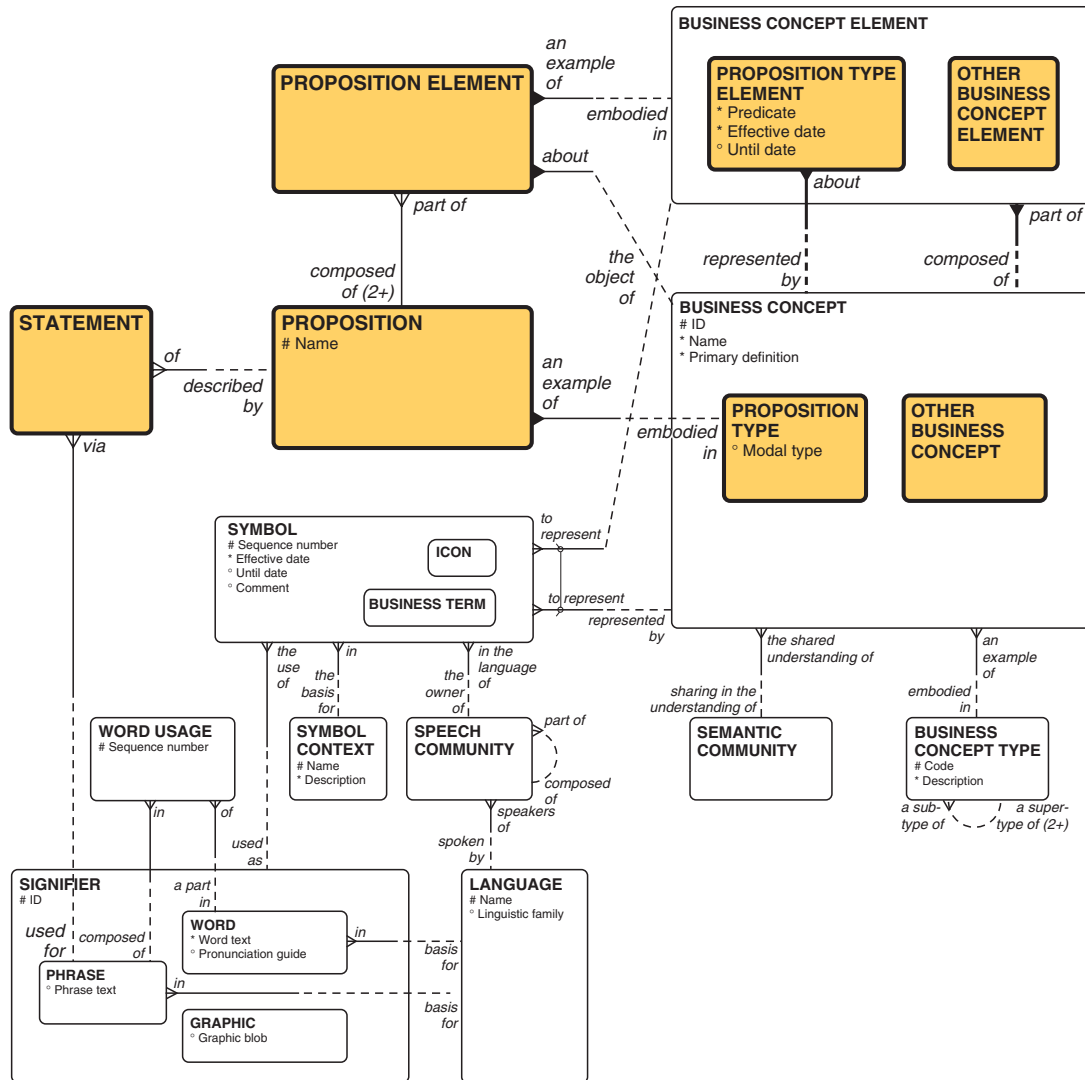 BUSINESS CONCEPT ELEMENT
PROPOSITION ELEMENT
an
example
of
embodied
in
about
PROPOSITION TYPE
ELEMENT
* Predicate
* Effective date
° Until date
OTHER
BUSINESS
CONCEPT
ELEMENT
about
part of
part of
composed
of (2+)
the
object
of
represented
by
composed
of
STATEMENT
of
described
by
PROPOSITION
# Name
an
example
of
embodied
in
BUSINESS CONCEPT
# ID
* Name
* Primary definition
PROPOSITION
TYPE
° Modal type
OTHER
BUSINESS
CONCEPT
via
SYMBOL
# Sequence number
* Effective date
° Until date
° Comment
ICON
BUSINESS TERM
to
represent
to represent
represented
by
the
use
of
in
the
basis
for
in the
language
of
the
owner
of
the shared
understanding of
sharing in the
understanding of
an
example
of
embodied
in
WORD USAGE
# Sequence number
SYMBOL
CONTEXT
# Name
* Description
SPEECH
COMMUNITY
part of
composed
of
SEMANTIC
COMMUNITY
BUSINESS
CONCEPT TYPE
# Code
* Description
a sub-
type of
a super-
type of (2+)
in
of
used
as
speakers
of
spoken
by
SIGNIFIER
# ID
a part
in
used
for
composed
of
WORD
* Word text
° Pronunciation guide
in
basis
for
LANGUAGE
# Name
° Linguistic family
PHRASE
° Phrase text
in
basis
for
GRAPHIC
° Graphic blob